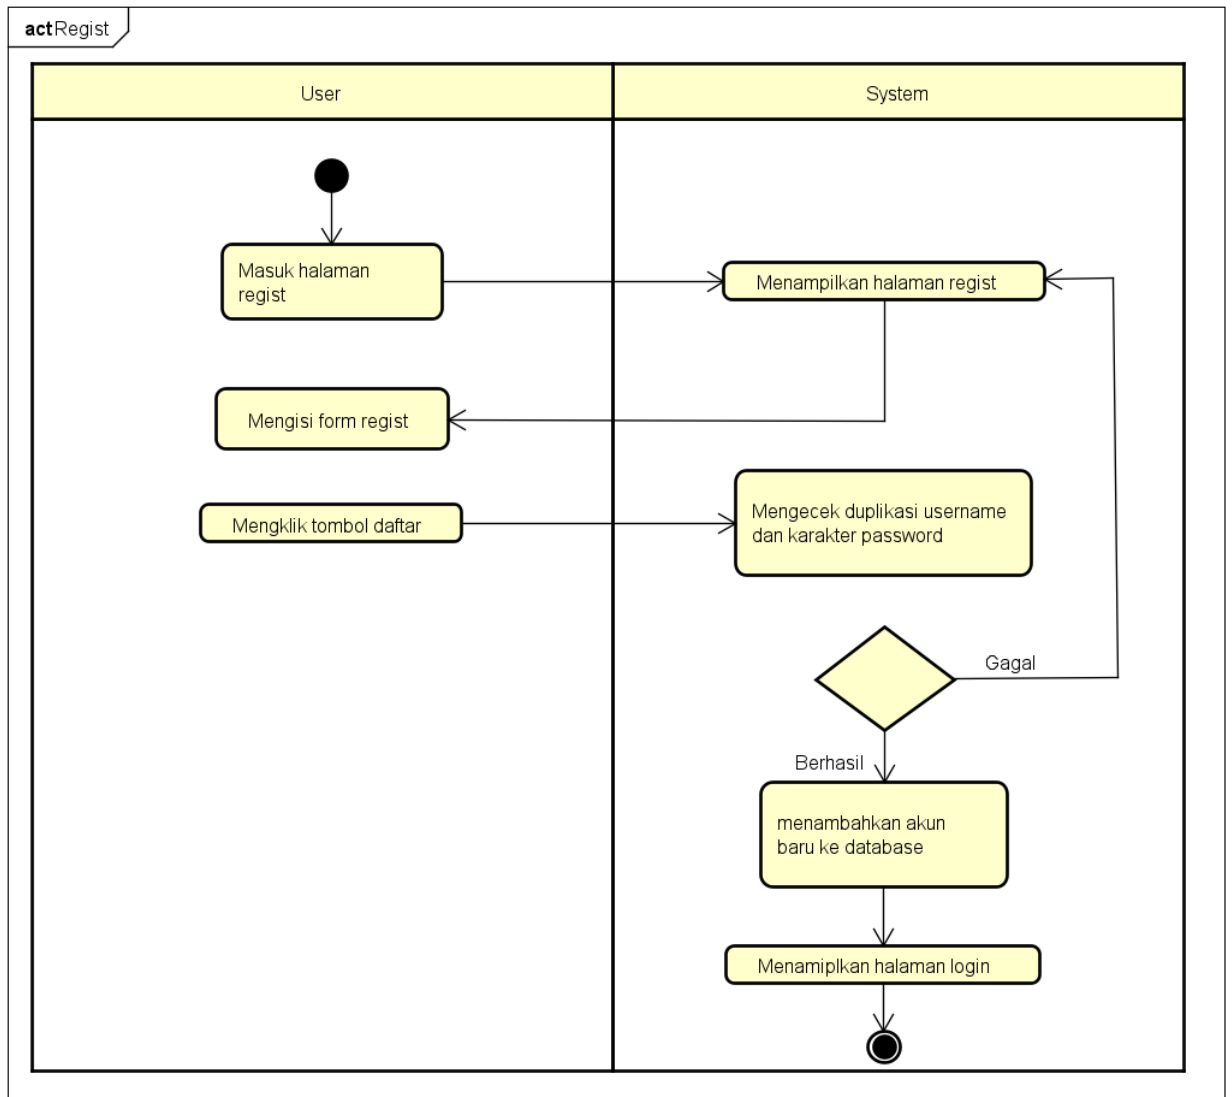 actRegist
User
System
Masuk halaman
regist
Menampilkan halaman regist
Mengisi form regist
Mengklik tombol daftar
Mengecek duplikasi username
dan karakter password
Gagal
Berhasil
menambahkan akun
baru ke database
Menamiplkan halaman login